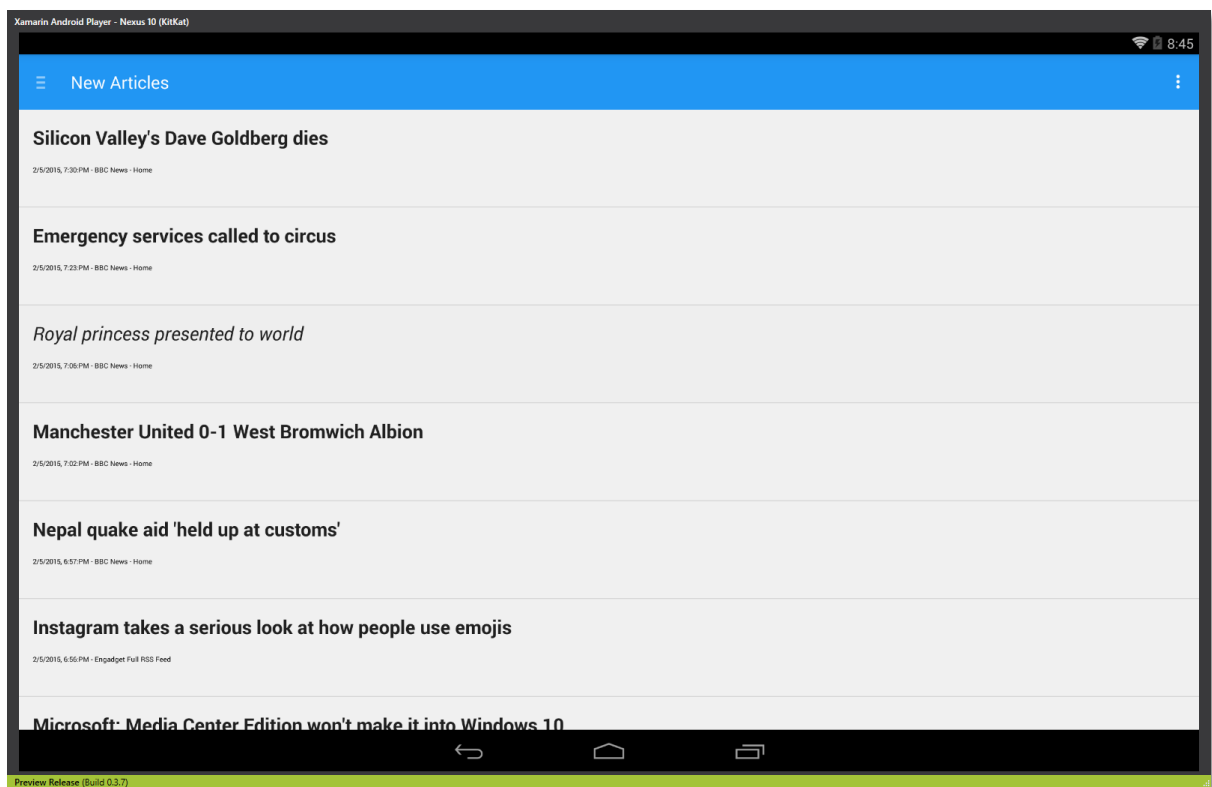 Xamarin Android Player - Nexus 10 (KitKat)
8:45
New Articles
Silicon Valley's Dave Goldberg dies
2/5/2015, 7:30:PM - BBC News - Home
Emergency services called to circus
2/5/2015, 7:23:PM - BBC News - Home
Royal princess presented to world
2/5/2015, 7:06:PM - BBC News - Home
Manchester United 0-1 West Bromwich Albion
2/5/2015, 7:02:PM - BBC News - Home
Nepal quake aid 'held up at customs'
2/5/2015, 6:57:PM - BBC News - Home
Instagram takes a serious look at how people use emojis
2/5/2015, 6:56:PM - Engadget Full RSS Feed
Microsoft: Media Center Edition won't make it into Windows 10
Preview Release (Build 0.3.7)